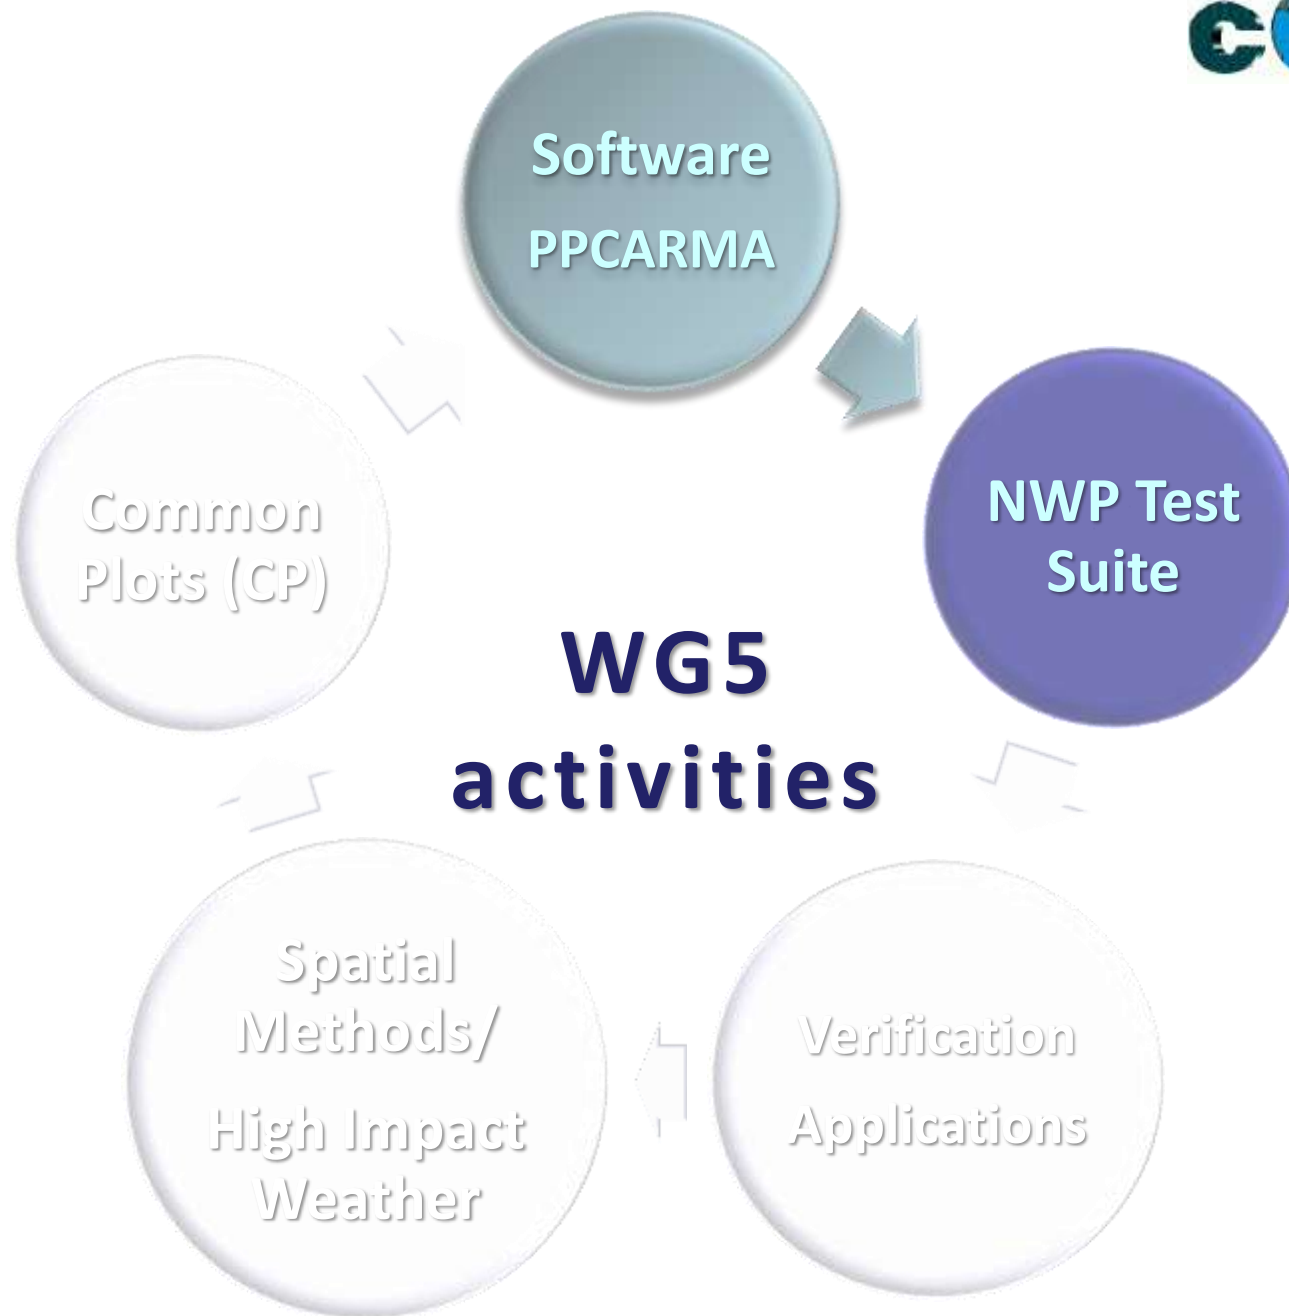 Software
PPCARMA
NWP Test
Suite
Common
Plots (CP)
WG5
activities
Spatial
Methods/
High Impact
Weather
Verification
Applications